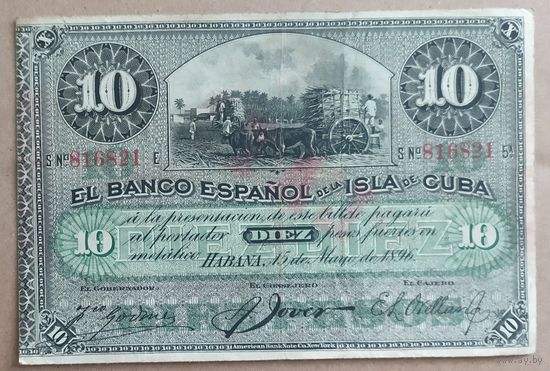 X X
10 10
S Nº 816821 E S Nº 816821 5A
EL BANCO ESPAÑOL DE LA ISLA DE CUBA
á la presentacion de este billete pagará
10 al portador DIEZ pesos fuertes en 10
metálico. HABANA, 15 de Mayo de 1896.
EL GOBERNADOR. EL CONSEJERO EL CAJERO
10 10
American Bank Note Co. New York.
ay.by